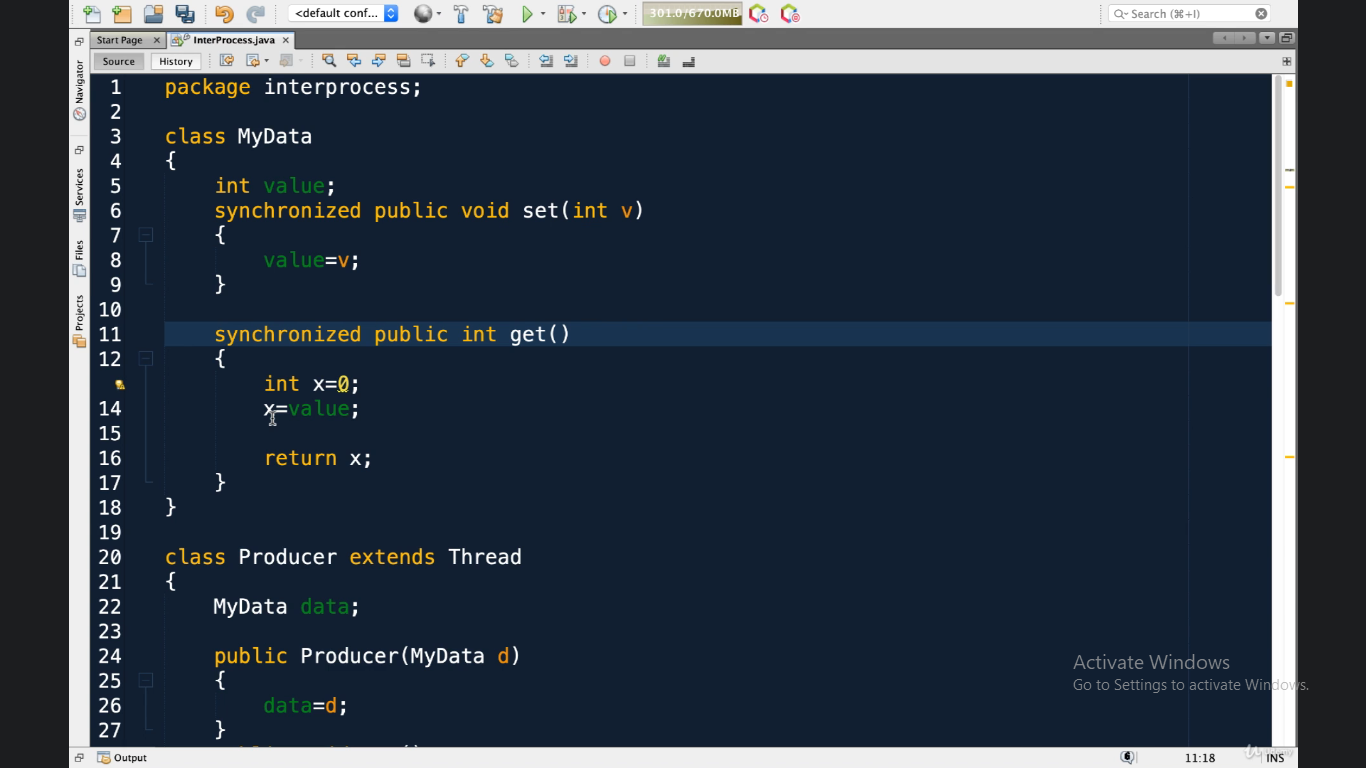 <default conf...
301.0/670.0MB
Search (⌘+I)
Start Page
InterProcess.java
Source
History
Navigator
Services
Files
Projects
1 package interprocess;
2
3 class MyData
4 {
5 int value;
6 synchronized public void set(int v)
7 {
8 value=v;
9 }
10
11 synchronized public int get()
12 {
int x=0;
14 x=value;
15
16 return x;
17 }
18 }
19
20 class Producer extends Thread
21 {
22 MyData data;
23
24 public Producer(MyData d)
25 {
26 data=d;
27 }
Activate Windows
Go to Settings to activate Windows.
Output
6
11:18
INS